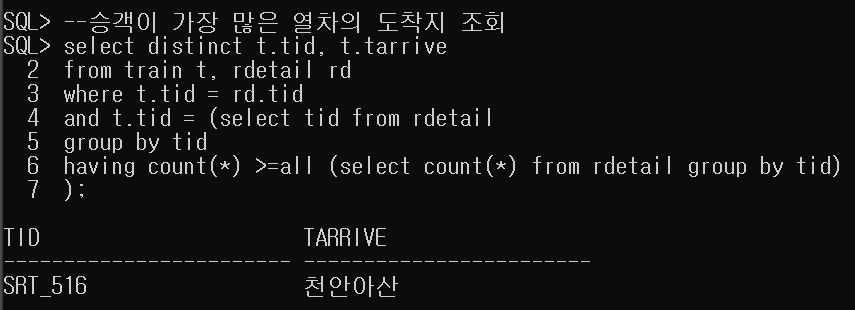 SQL> --승객이 가장 많은 열차의 도착지 조회
SQL> select distinct t.tid, t.tarrive
2 from train t, rdetail rd
3 where t.tid = rd.tid
4 and t.tid = (select tid from rdetail
5 group by tid
6 having count(*) >=all (select count(*) from rdetail group by tid)
7 );
TID TARRIVE
------------------------ ------------------------
SRT_516 천안아산